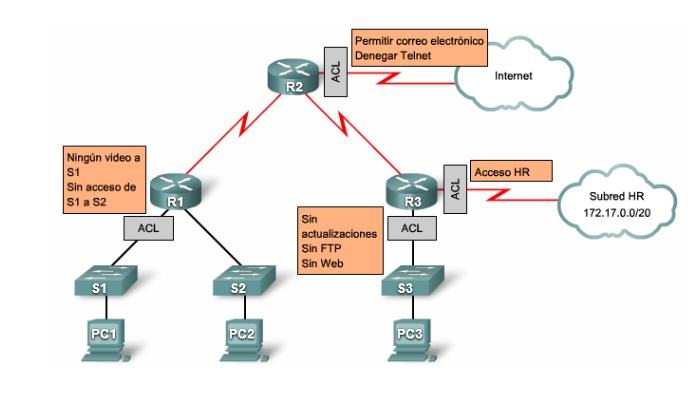 Permitir correo electrónico
Denegar Telnet
ACL
Internet
R2
Ningún video a
S1
Sin acceso de
S1 a S2
R1
ACL
R3
ACL
Acceso HR
Subred HR
172.17.0.0/20
Sin
actualizaciones
Sin FTP
Sin Web
ACL
S1
S2
S3
PC1
PC2
PC3